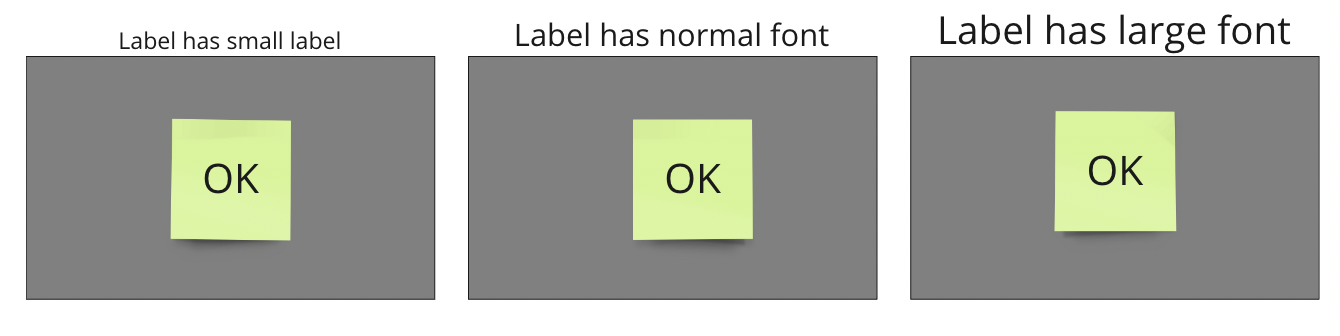 Label has small label
Label has normal font
Label has large font
OK
OK
OK